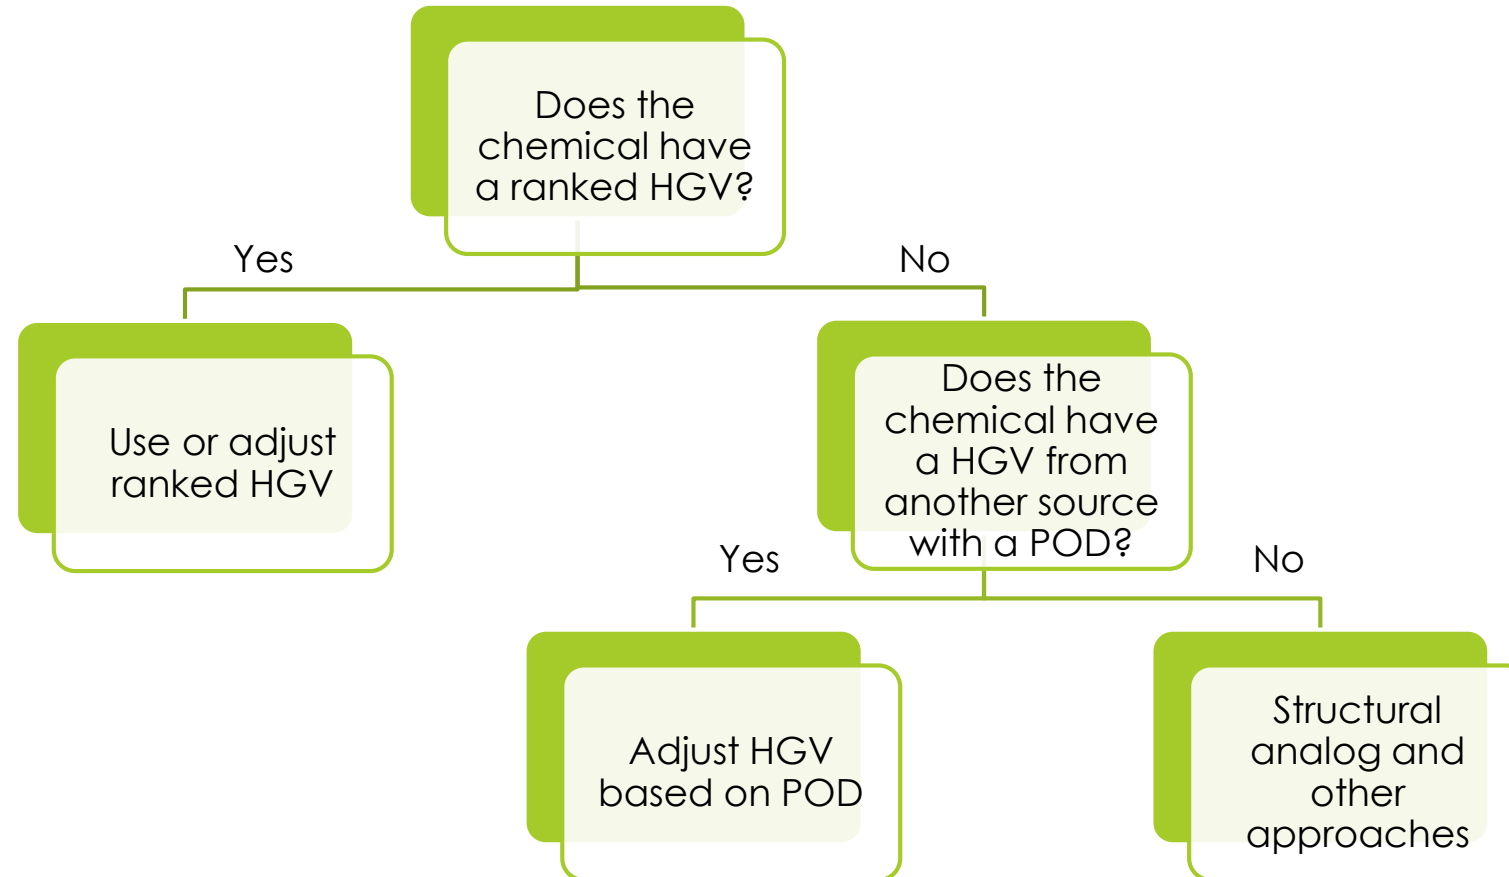 Does the
chemical have
a ranked HGV?
Yes
No
Use or adjust
ranked HGV
Does the
chemical have
a HGV from
another source
with a POD?
Yes
No
Adjust HGV
based on POD
Structural
analog and
other
approaches